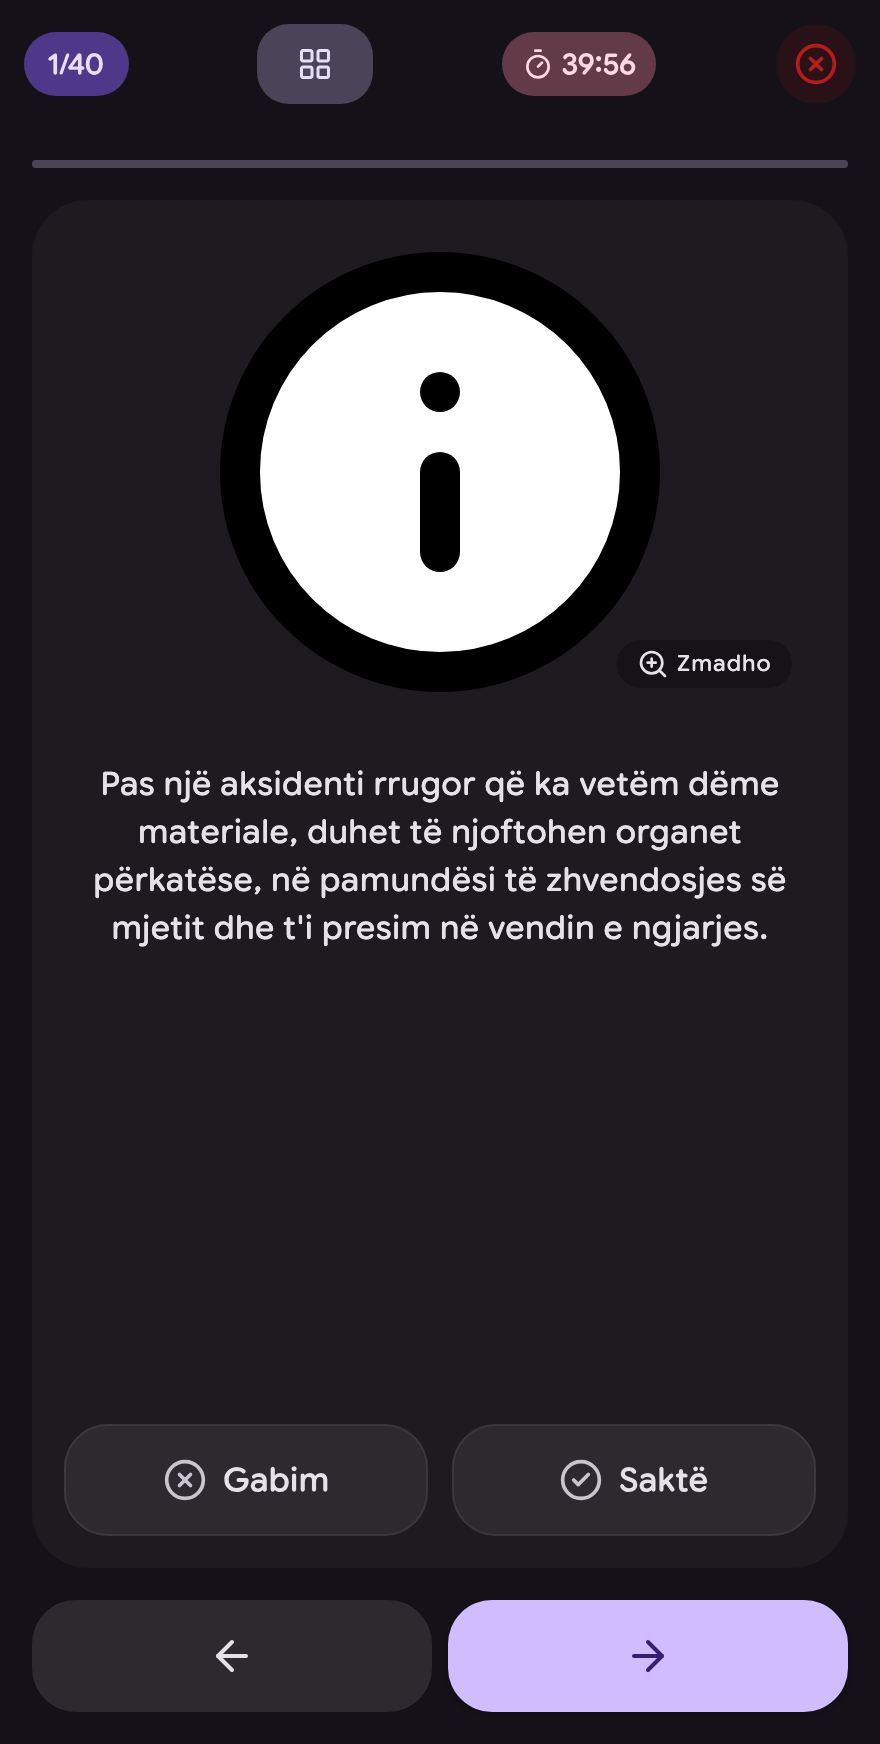 1/40
39:56
Zmadho
Pas një aksidenti rrugor që ka vetëm dëme
materiale, duhet të njoftohen organet
përkatëse, në pamundësi të zhvendosjes së
mjetit dhe t'i presim në vendin e ngjarjes.
Gabim
Saktë